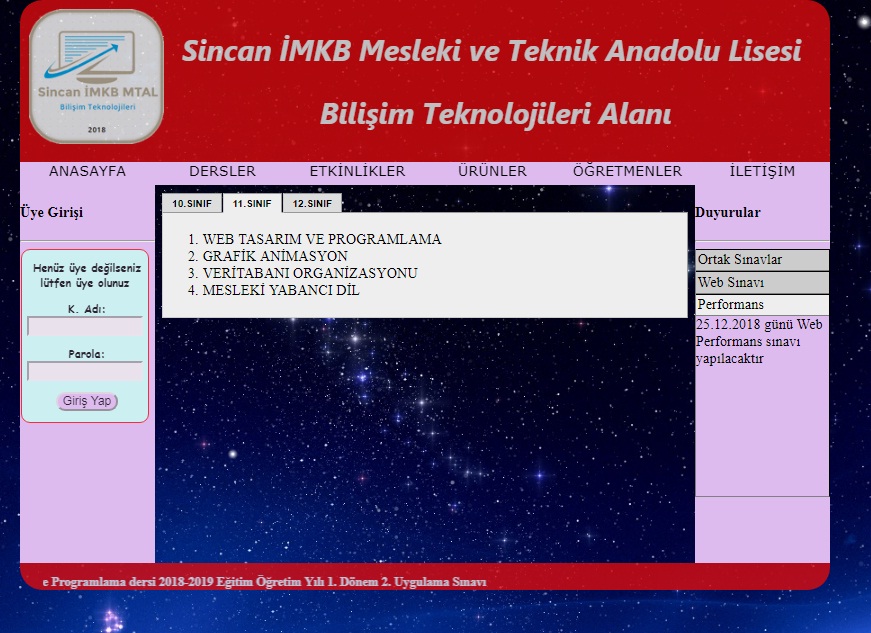 Sincan İMKB MTAL
Bilişim Teknolojileri
2018
Sincan İMKB Mesleki ve Teknik Anadolu Lisesi
Bilişim Teknolojileri Alanı
ANASAYFA DERSLER ETKİNLİKLER ÜRÜNLER ÖĞRETMENLER İLETİŞİM
Üye Girişi
Henüz üye değilseniz
lütfen üye olunuz
K. Adı:
Parola:
Giriş Yap
10.SINIF 11.SINIF 12.SINIF
1. WEB TASARIM VE PROGRAMLAMA
2. GRAFİK ANİMASYON
3. VERİTABANI ORGANİZASYONU
4. MESLEKİ YABANCI DİL
Duyurular
Ortak Sınavlar
Web Sınavı
Performans
25.12.2018 günü Web
Performans sınavı
yapılacaktır
e Programlama dersi 2018-2019 Eğitim Öğretim Yılı 1. Dönem 2. Uygulama Sınavı